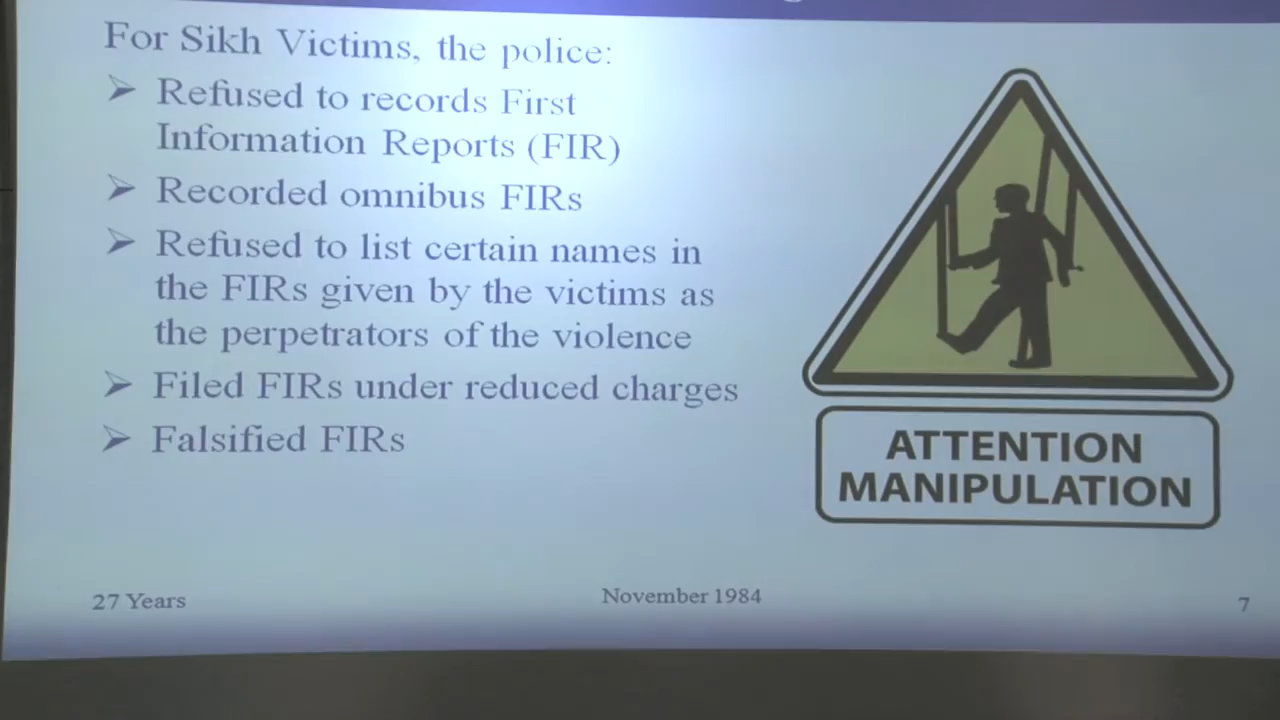 For Sikh Victims, the police:
Refused to records First
Information Reports (FIR)
Recorded omnibus FIRs
Refused to list certain names in
the FIRs given by the victims as
the perpetrators of the violence
Filed FIRs under reduced charges
Falsified FIRs
ATTENTION
MANIPULATION
27 Years
November 1984
7